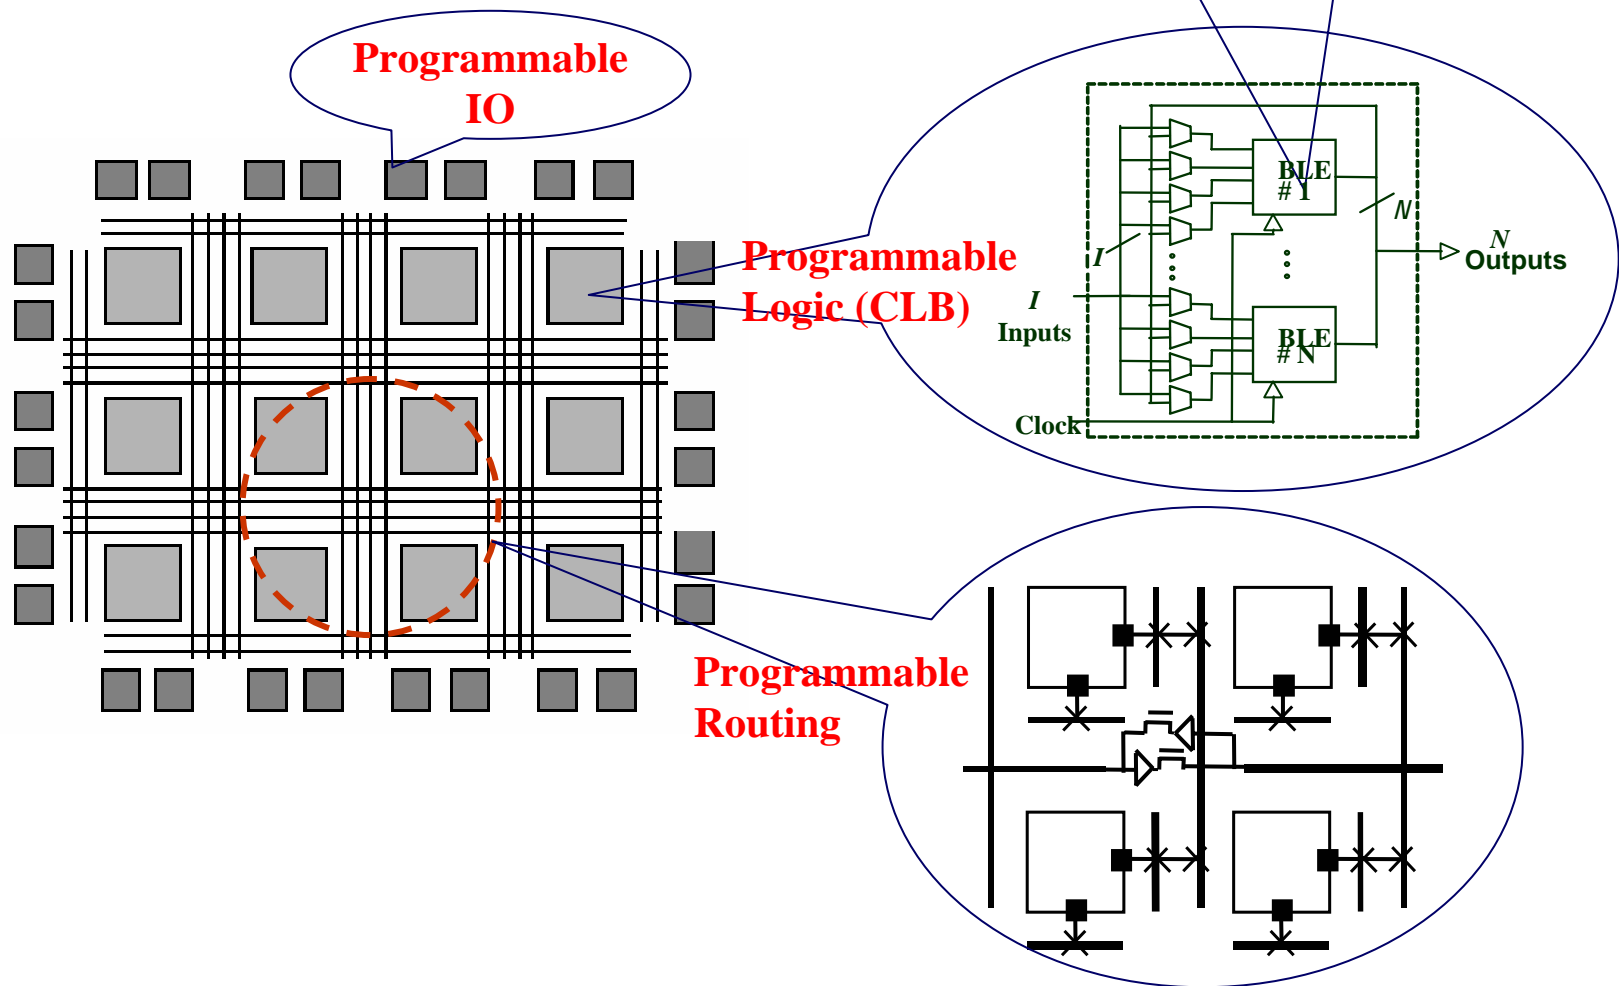 Programmable
IO
Programmable
Logic (CLB)
BLE
# 1
N
I
N
Outputs
I
Inputs
BLE
# N
Clock
Programmable
Routing